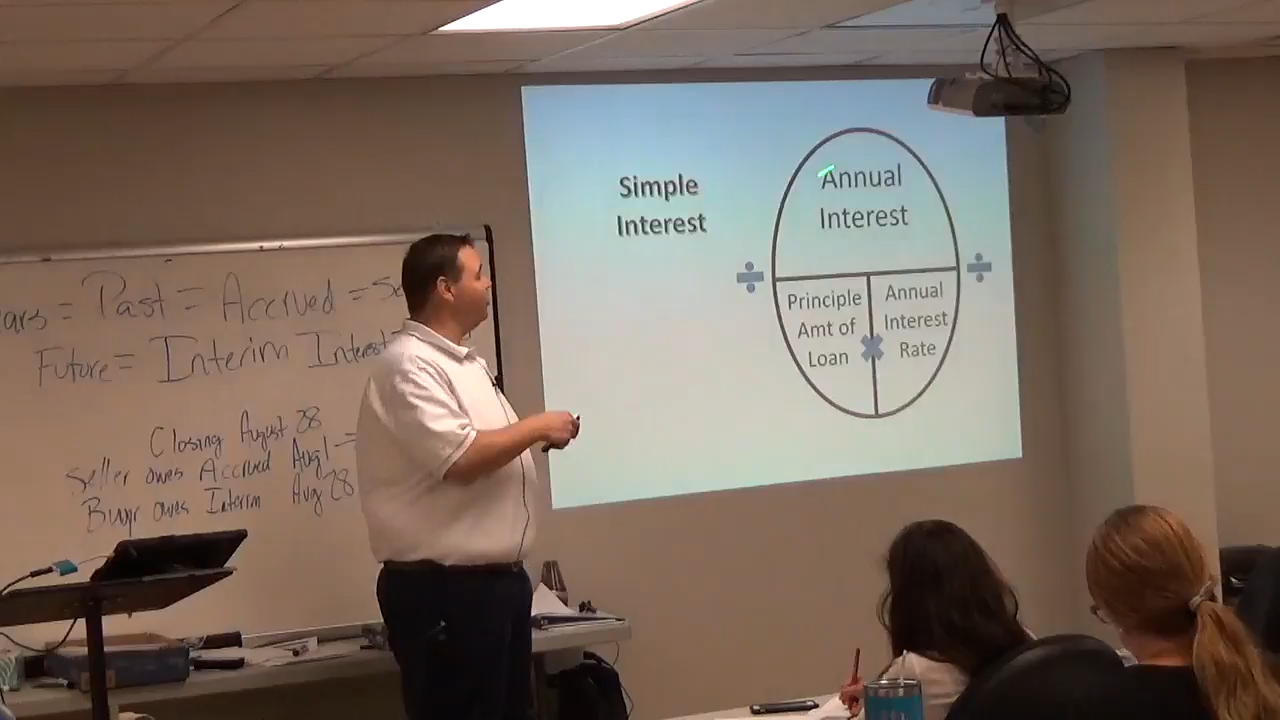 = Past = Accrued =
Future = Interim Interest
Closing August 28
Seller owes Accrued Aug 1
Buyer owes Interim Aug 28
Simple
Interest
Annual
Interest
÷ ÷
Principle
Amt of
Loan
×
Annual
Interest
Rate